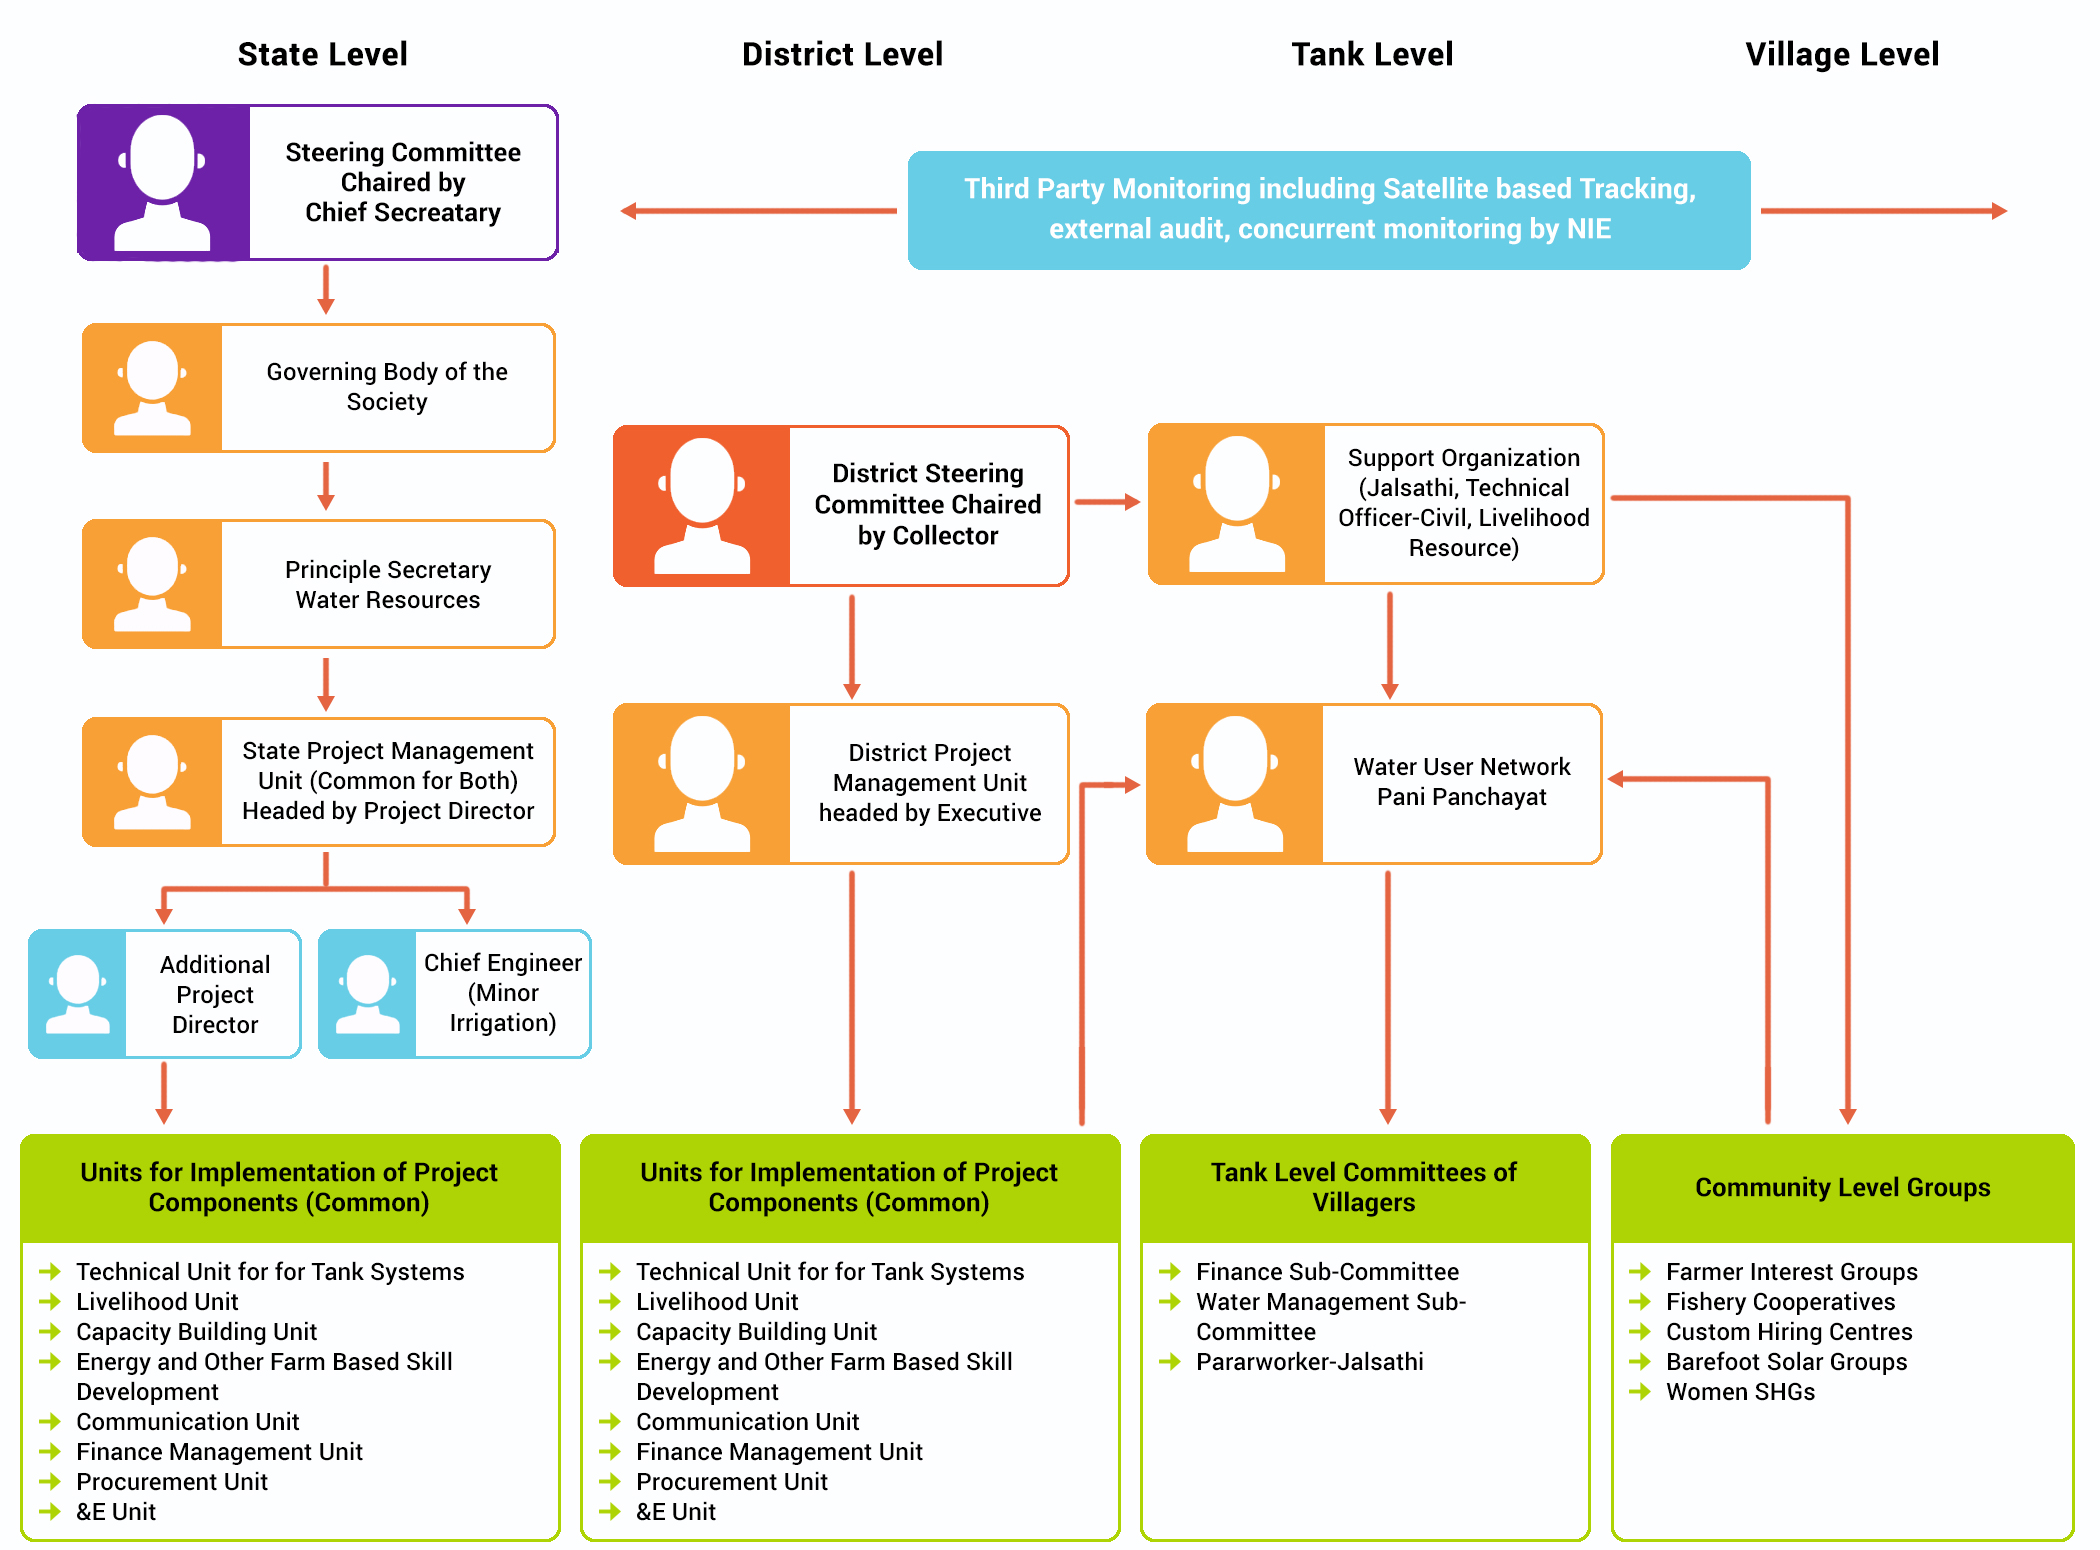 State Level
District Level
Tank Level
Village Level
Steering Committee
Chaired by
Chief Secreatary
Third Party Monitoring including Satellite based Tracking,
external audit, concurrent monitoring by NIE
Governing Body of the
Society
Principle Secretary
Water Resources
State Project Management
Unit (Common for Both)
Headed by Project Director
Additional
Project
Director
Chief Engineer
(Minor
Irrigation)
District Steering
Committee Chaired
by Collector
District Project
Management Unit
headed by Executive
Support Organization
(Jalsathi, Technical
Officer-Civil, Livelihood
Resource)
Water User Network
Pani Panchayat
Units for Implementation of Project
Components (Common)
Technical Unit for for Tank Systems
Livelihood Unit
Capacity Building Unit
Energy and Other Farm Based Skill
Development
Communication Unit
Finance Management Unit
Procurement Unit
&E Unit
Units for Implementation of Project
Components (Common)
Technical Unit for for Tank Systems
Livelihood Unit
Capacity Building Unit
Energy and Other Farm Based Skill
Development
Communication Unit
Finance Management Unit
Procurement Unit
&E Unit
Tank Level Committees of
Villagers
Finance Sub-Committee
Water Management Sub-
Committee
Pararworker-Jalsathi
Community Level Groups
Farmer Interest Groups
Fishery Cooperatives
Custom Hiring Centres
Barefoot Solar Groups
Women SHGs